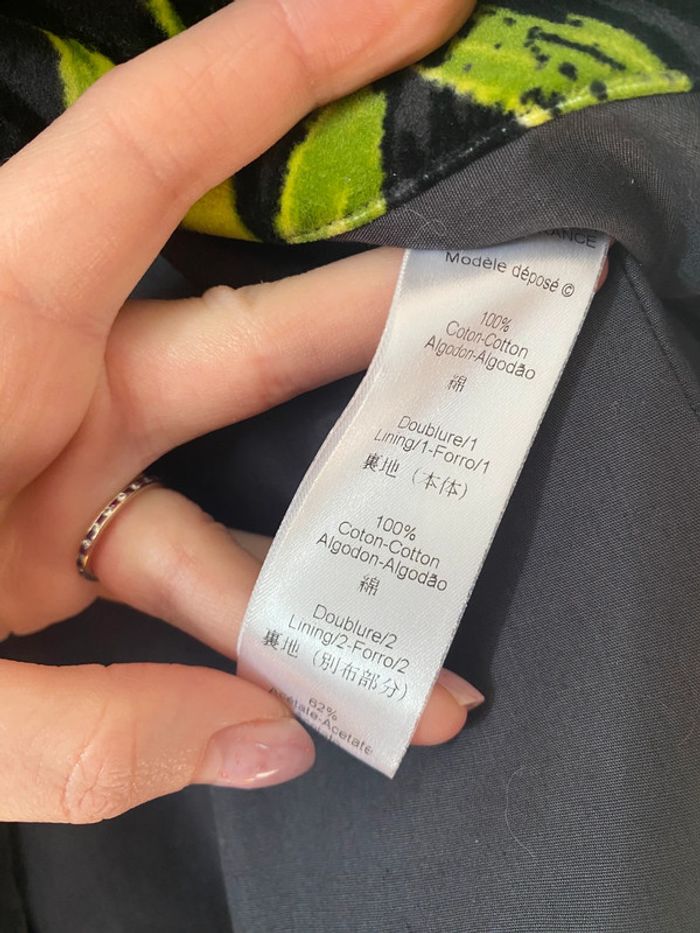 Modèle déposé ©
100%
Coton-Cotton
Algodon-Algodão
綿
Doublure/1
Lining/1-Forro/1
裏地 (本体)
100%
Coton-Cotton
Algodon-Algodão
綿
Doublure/2
Lining/2-Forro/2
裏地 (別布部分)
62%
Acétate-Acetate